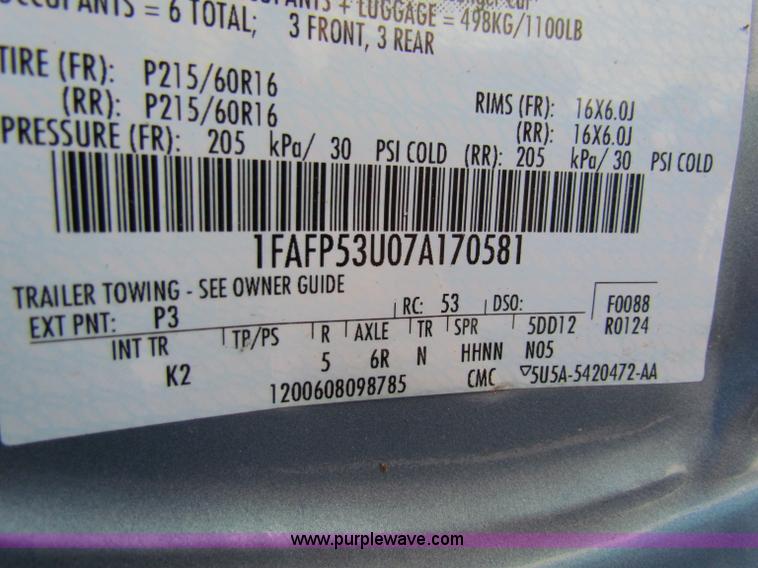 OCCUPANTS = 6 TOTAL; 3 FRONT, 3 REAR
+ LUGGAGE = 498KG/1100LB
TIRE (FR): P215/60R16 RIMS (FR): 16X6.0J
(RR): P215/60R16 (RR): 16X6.0J
PRESSURE (FR): 205 kPa/ 30 PSI COLD (RR): 205 kPa/ 30 PSI COLD
1FAFP53U07A170581
TRAILER TOWING - SEE OWNER GUIDE
EXT PNT: P3 RC: 53 DSO: F0088
INT TR TP/PS R AXLE TR SPR 5DD12 R0124
K2 5 6R N HHNN N05
1200608098785 CMC ▽5U5A-5420472-AA
www.purplewave.com